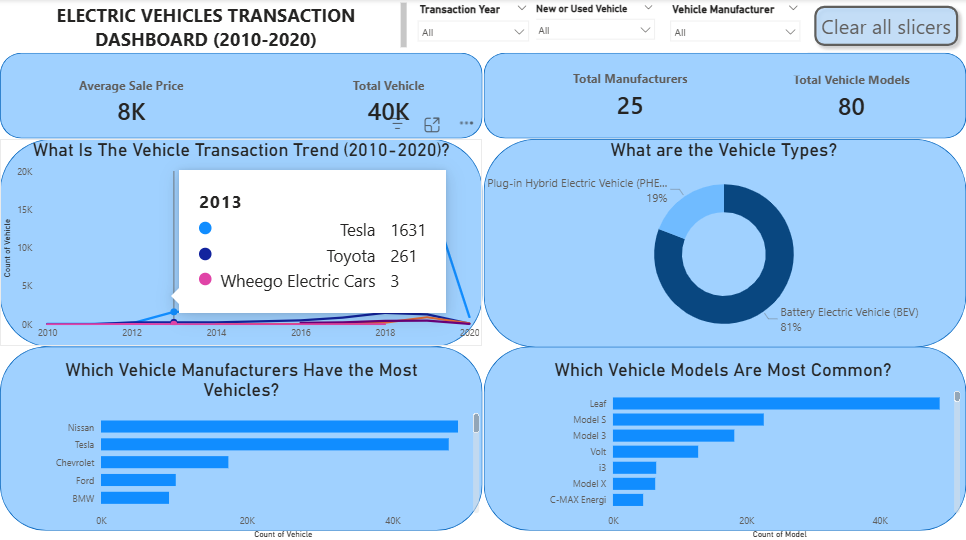 ELECTRIC VEHICLES TRANSACTION
DASHBOARD (2010-2020)
Transaction Year
All
New or Used Vehicle
All
Vehicle Manufacturer
All
Clear all slicers
Average Sale Price
8K
Total Vehicle
40K
Total Manufacturers
25
Total Vehicle Models
80
What Is The Vehicle Transaction Trend (2010-2020)?
Count of Vehicle
20K
15K
10K
5K
0K
2010
2012
2014
2016
2018
2020
2013
Tesla 1631
Toyota 261
Wheego Electric Cars 3
What are the Vehicle Types?
Plug-in Hybrid Electric Vehicle (PHE...
19%
Battery Electric Vehicle (BEV)
81%
Which Vehicle Manufacturers Have the Most
Vehicles?
Nissan
Tesla
Chevrolet
Ford
BMW
0K
20K
40K
Count of Vehicle
Which Vehicle Models Are Most Common?
Leaf
Model S
Model 3
Volt
i3
Model X
C-MAX Energi
0K
20K
40K
Count of Model